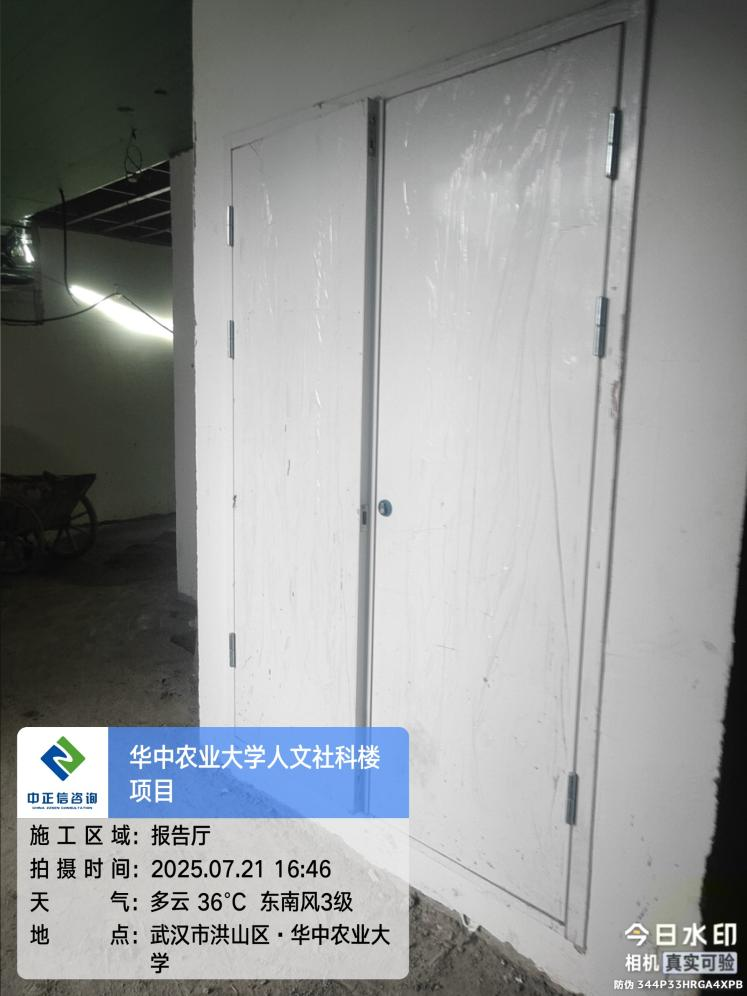 华中农业大学人文社科楼
项目
中正信咨询
CHINA ZZXEN CONSULTATION
施工区域：报告厅
拍摄时间：2025.07.21 16:46
天气：多云 36℃ 东南风3级
地点：武汉市洪山区·华中农业大
学
今日水印
相机 真实可验
防伪 344P33HRGA4XPB